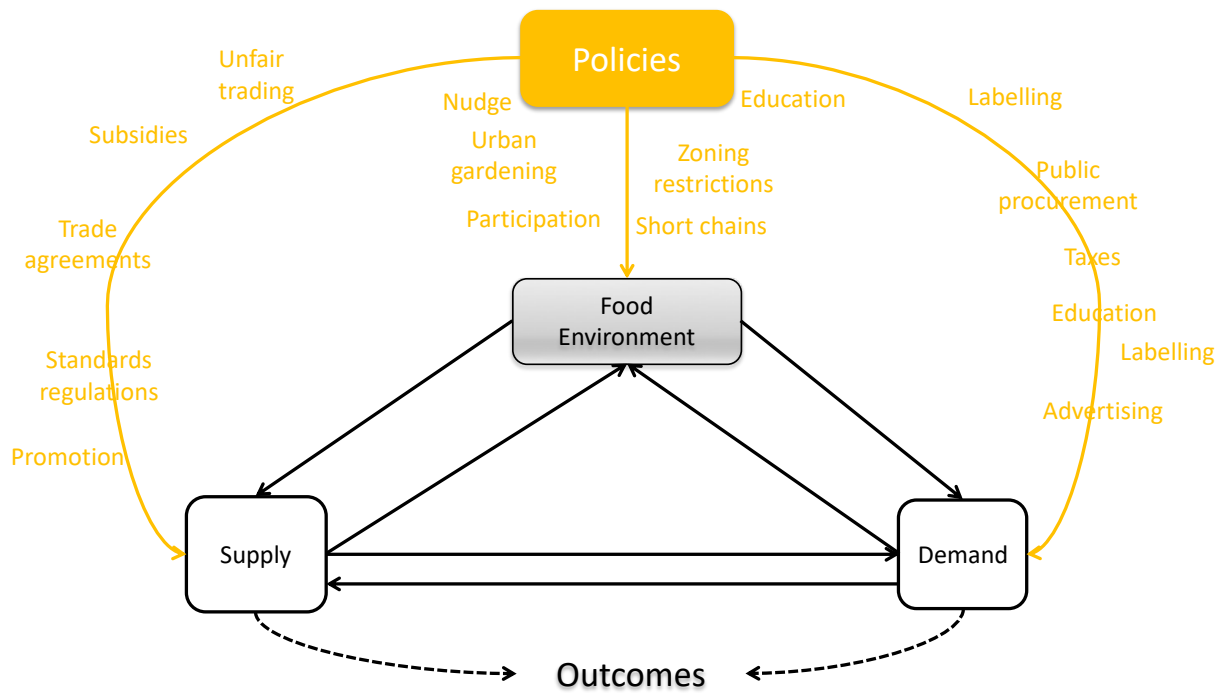 Policies
Unfair
trading
Nudge
Education
Labelling
Subsidies
Urban
gardening
Zoning
restrictions
Public
procurement
Participation
Short chains
Trade
agreements
Taxes
Food
Environment
Education
Labelling
Standards
regulations
Advertising
Promotion
Supply
Demand
Outcomes